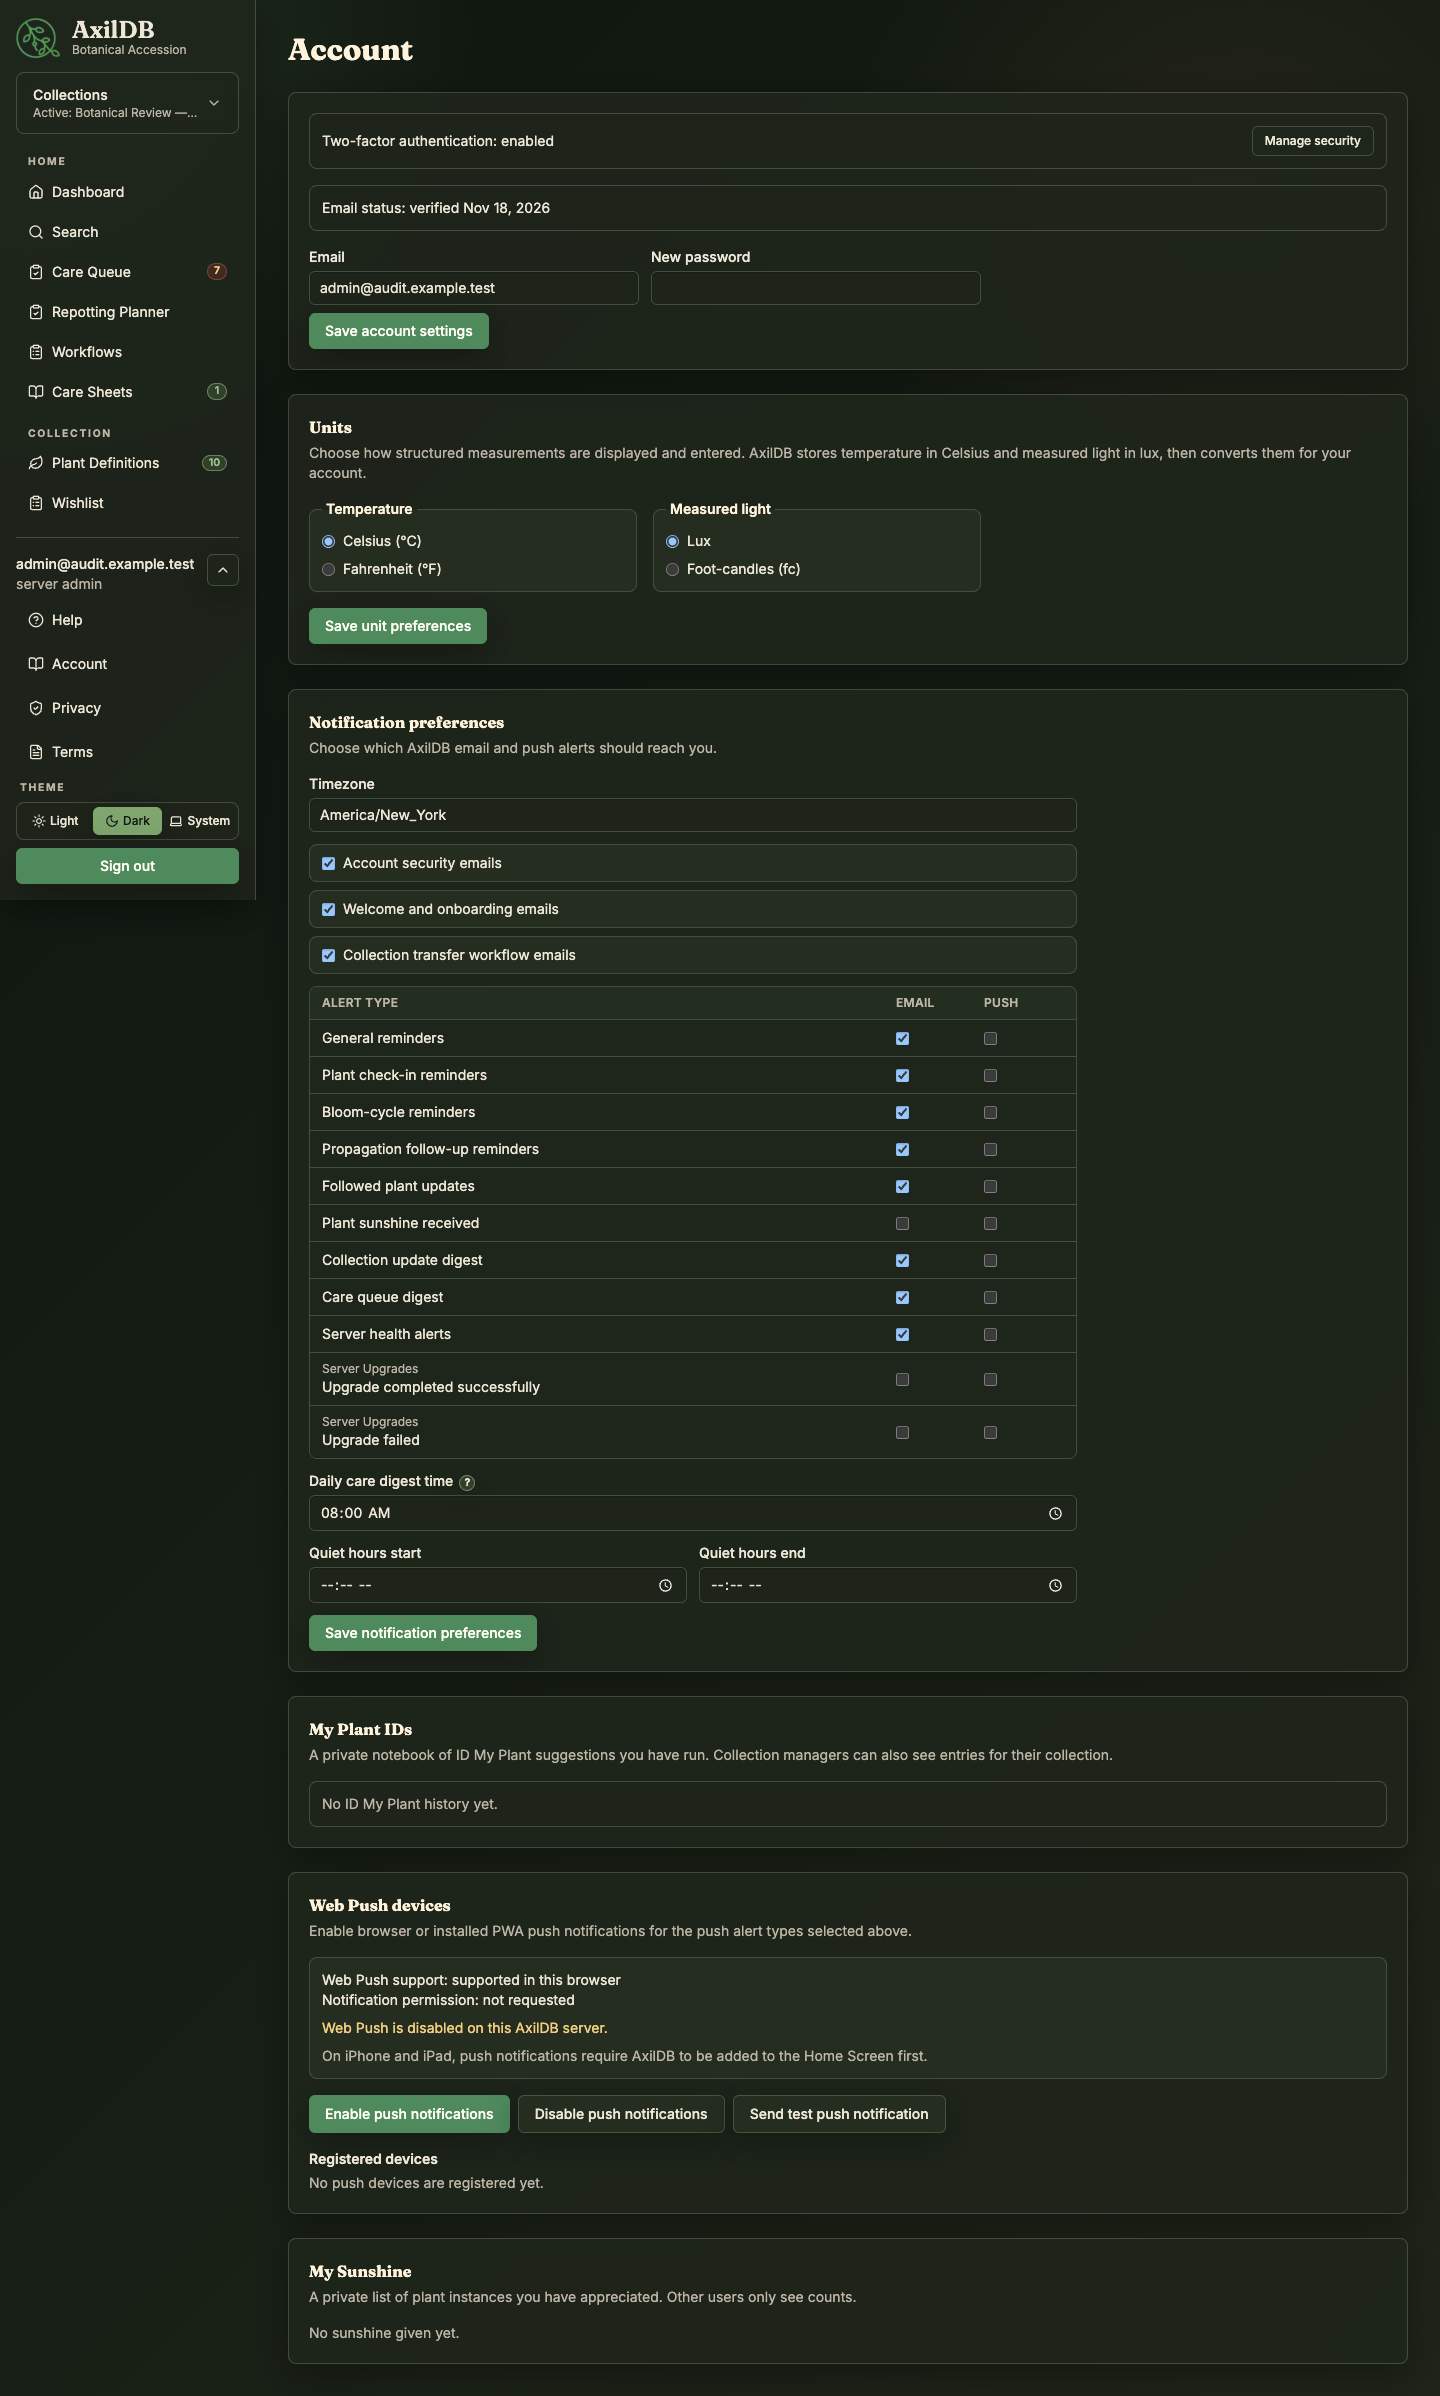 AxilDB
Botanical Accession
Collections
Active: Botanical Review —...
HOME
Dashboard
Search
Care Queue 7
Repotting Planner
Workflows
Care Sheets 1
COLLECTION
Plant Definitions 10
Wishlist
admin@audit.example.test
server admin
Help
Account
Privacy
Terms
THEME
Light Dark System
Sign out
Account
Two-factor authentication: enabled Manage security
Email status: verified Nov 18, 2026
Email New password
admin@audit.example.test
Save account settings
Units
Choose how structured measurements are displayed and entered. AxilDB stores temperature in Celsius and measured light in lux, then converts them for your
account.
Temperature Measured light
Celsius (°C) Lux
Fahrenheit (°F) Foot-candles (fc)
Save unit preferences
Notification preferences
Choose which AxilDB email and push alerts should reach you.
Timezone
America/New_York
Account security emails
Welcome and onboarding emails
Collection transfer workflow emails
ALERT TYPE EMAIL PUSH
General reminders
Plant check-in reminders
Bloom-cycle reminders
Propagation follow-up reminders
Followed plant updates
Plant sunshine received
Collection update digest
Care queue digest
Server health alerts
Server Upgrades
Upgrade completed successfully
Server Upgrades
Upgrade failed
Daily care digest time ?
08:00 AM
Quiet hours start Quiet hours end
--:-- -- --:-- --
Save notification preferences
My Plant IDs
A private notebook of ID My Plant suggestions you have run. Collection managers can also see entries for their collection.
No ID My Plant history yet.
Web Push devices
Enable browser or installed PWA push notifications for the push alert types selected above.
Web Push support: supported in this browser
Notification permission: not requested
Web Push is disabled on this AxilDB server.
On iPhone and iPad, push notifications require AxilDB to be added to the Home Screen first.
Enable push notifications Disable push notifications Send test push notification
Registered devices
No push devices are registered yet.
My Sunshine
A private list of plant instances you have appreciated. Other users only see counts.
No sunshine given yet.